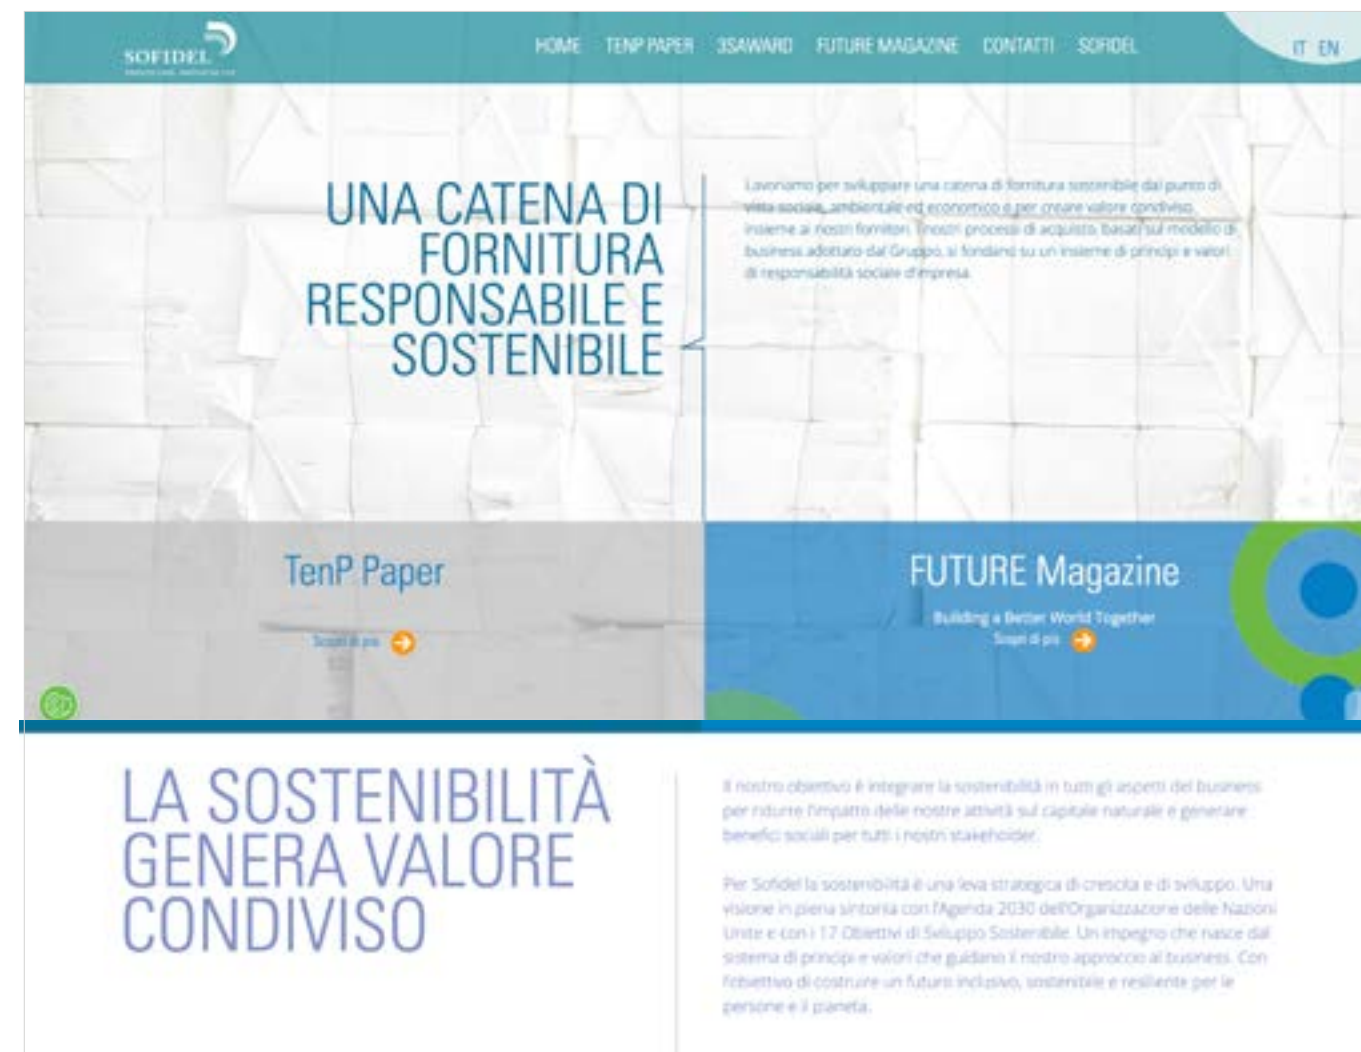 SOFIDEL
HOME TENP PAPER 3SAWARD FUTURE MAGAZINE CONTATTI SOFIDEL
IT EN
UNA CATENA DI
FORNITURA
RESPONSABILE E
SOSTENIBILE
Lavoriamo per sviluppare una catena di fornitura sostenibile dal punto di
vista sociale, ambientale ed economico e per creare valore condiviso
insieme ai nostri fornitori. I nostri processi di acquisto, basati sul modello di
business adottato dal Gruppo, si fondano su un insieme di principi e valori
di responsabilità sociale d'impresa.
TenP Paper
Scopri di più
FUTURE Magazine
Building a Better World Together
Scopri di più
LA SOSTENIBILITÀ
GENERA VALORE
CONDIVISO
Il nostro obiettivo è integrare la sostenibilità in tutti gli aspetti del business
per ridurre l'impatto delle nostre attività sul capitale naturale e generare
benefici sociali per tutti i nostri stakeholder.
Per Sofidel la sostenibilità è una leva strategica di crescita e di sviluppo. Una
visione in piena sintonia con l'Agenda 2030 dell'Organizzazione delle Nazioni
Unite e con i 17 Obiettivi di Sviluppo Sostenibile. Un impegno che nasce dal
sistema di principi e valori che guidano il nostro approccio al business. Con
l'obiettivo di costruire un futuro inclusivo, sostenibile e resiliente per le
persone e il pianeta.